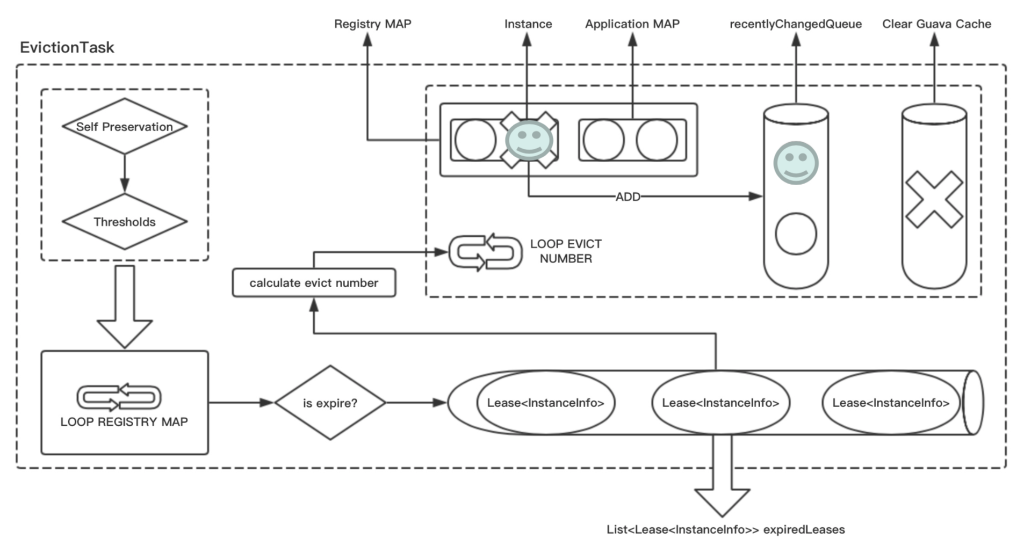 Registry MAP
Instance
Application MAP
recentlyChangedQueue
Clear Guava Cache
EvictionTask
Self Preservation
Thresholds
ADD
LOOP EVICT
NUMBER
calculate evict number
LOOP REGISTRY MAP
is expire?
Lease<InstanceInfo>
Lease<InstanceInfo>
Lease<InstanceInfo>
List<Lease<InstanceInfo>> expiredLeases